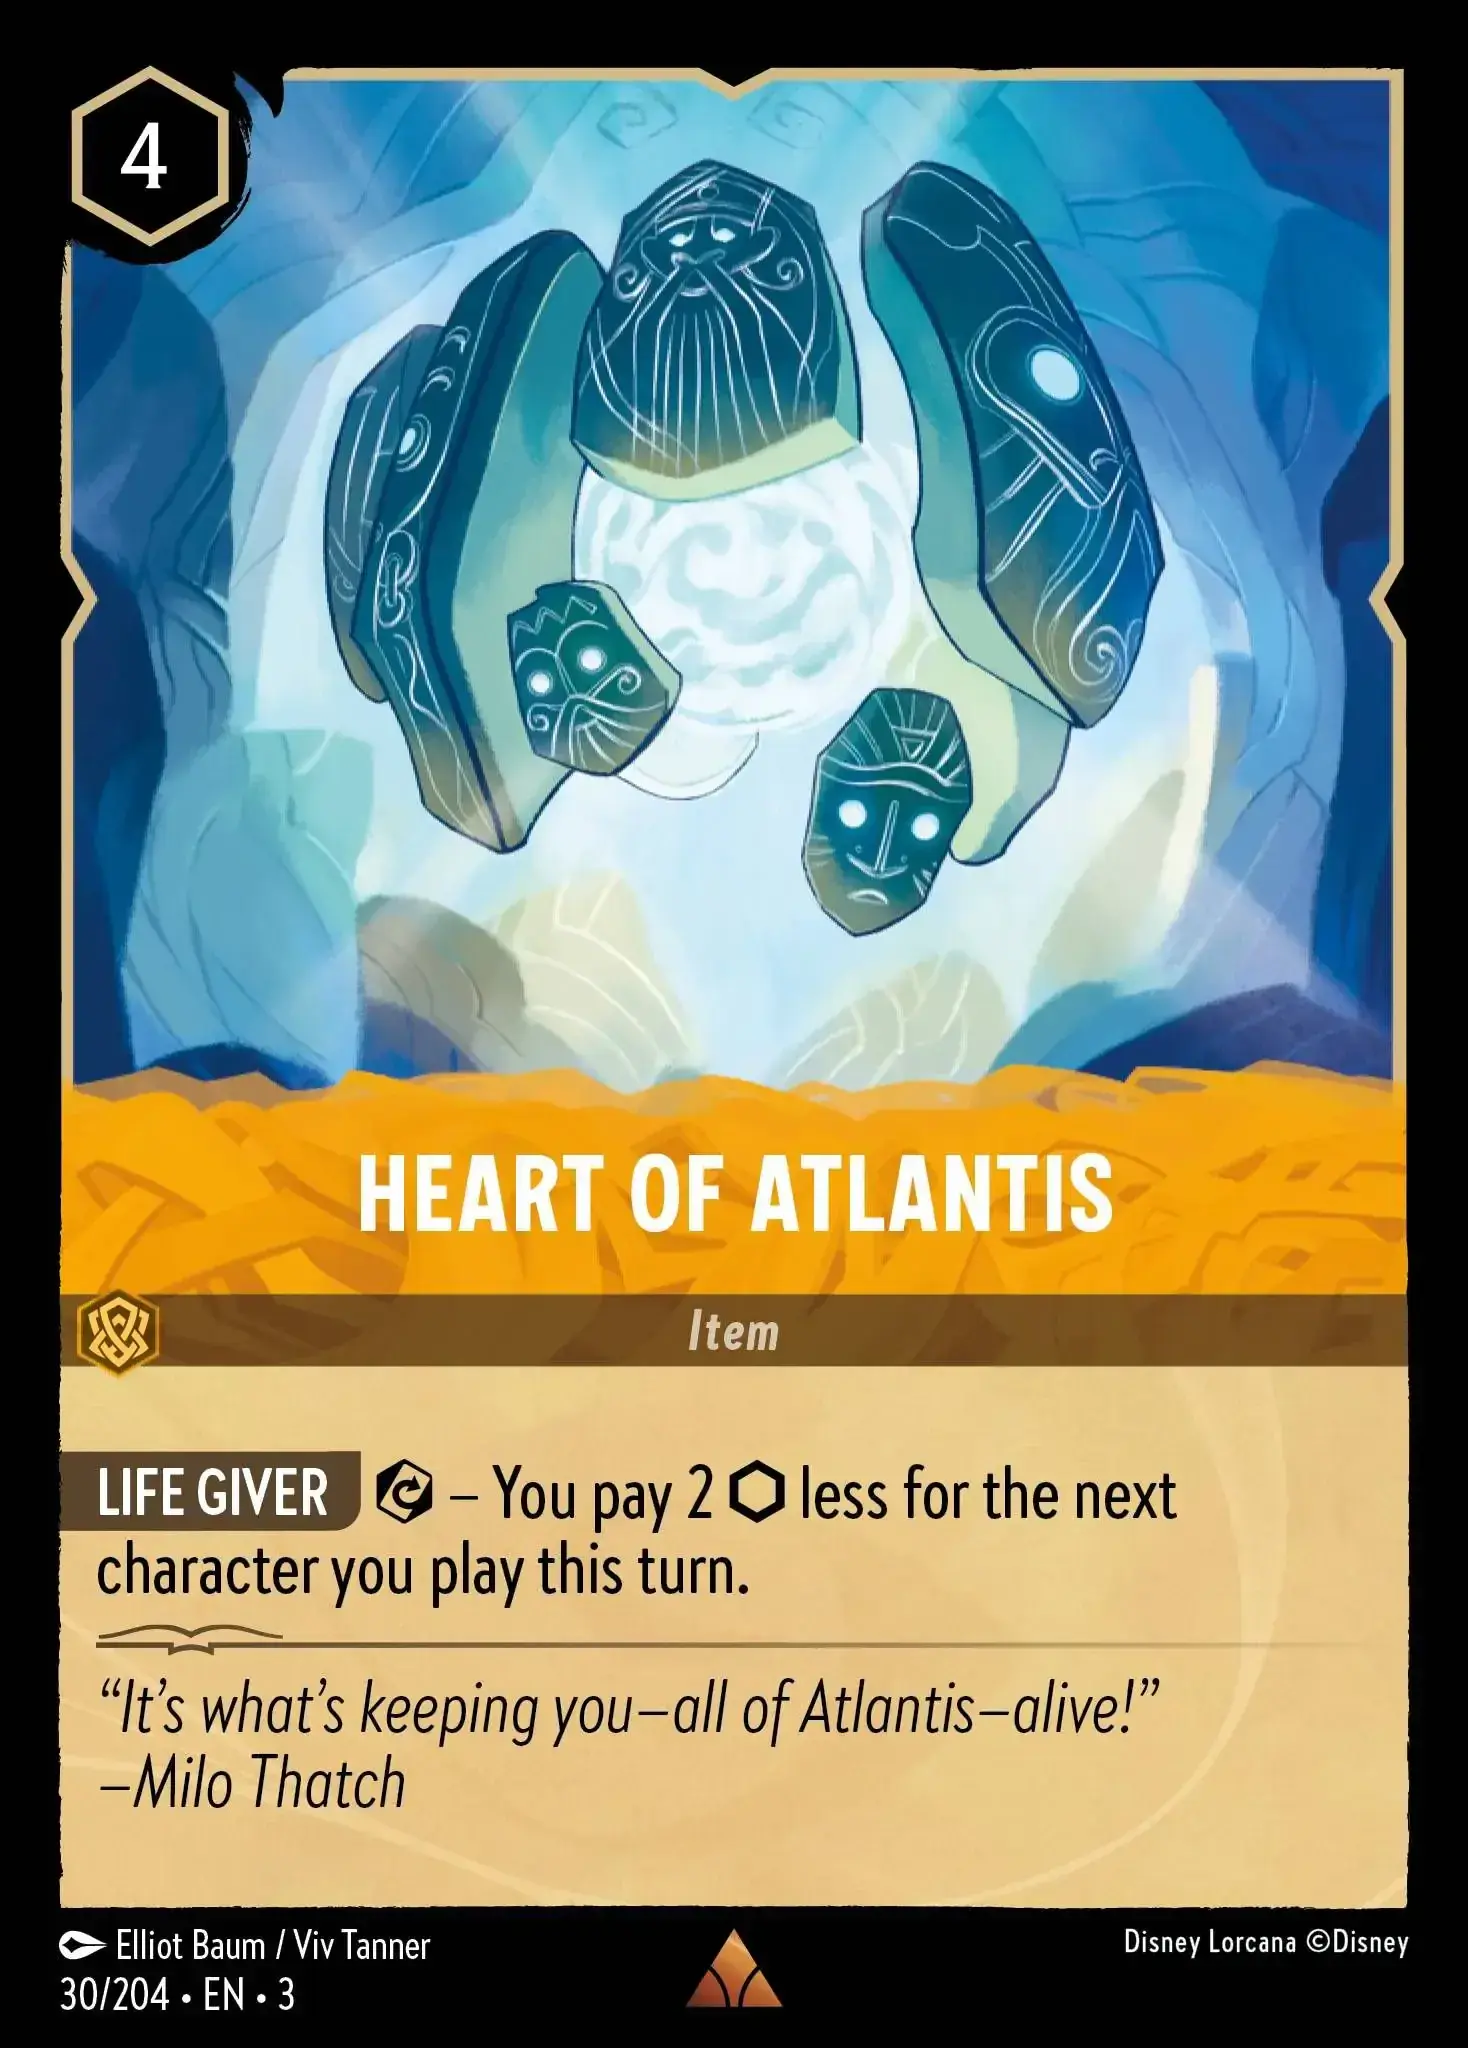 4
HEART OF ATLANTIS
Item
LIFE GIVER – You pay 2 less for the next
character you play this turn.
“It’s what’s keeping you—all of Atlantis—alive!”
—Milo Thatch
Elliot Baum / Viv Tanner
Disney Lorcana ©Disney
30/204 • EN • 3